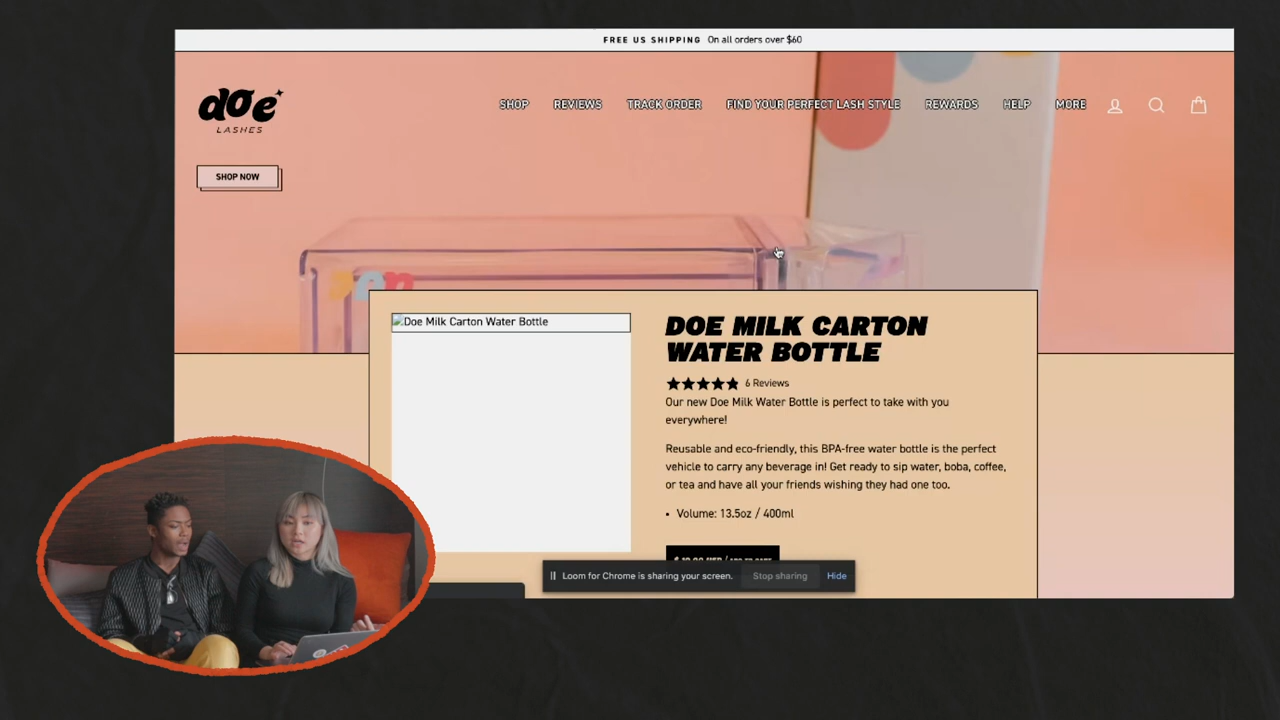 FREE US SHIPPING On all orders over $60
doe
LASHES
SHOP REVIEWS TRACK ORDER FIND YOUR PERFECT LASH STYLE REWARDS HELP MORE
SHOP NOW
Doe Milk Carton Water Bottle
DOE MILK CARTON
WATER BOTTLE
6 Reviews
Our new Doe Milk Water Bottle is perfect to take with you
everywhere!
Reusable and eco-friendly, this BPA-free water bottle is the perfect
vehicle to carry any beverage in! Get ready to sip water, boba, coffee,
or tea and have all your friends wishing they had one too.
• Volume: 13.5oz / 400ml
Loom for Chrome is sharing your screen. Stop sharing Hide